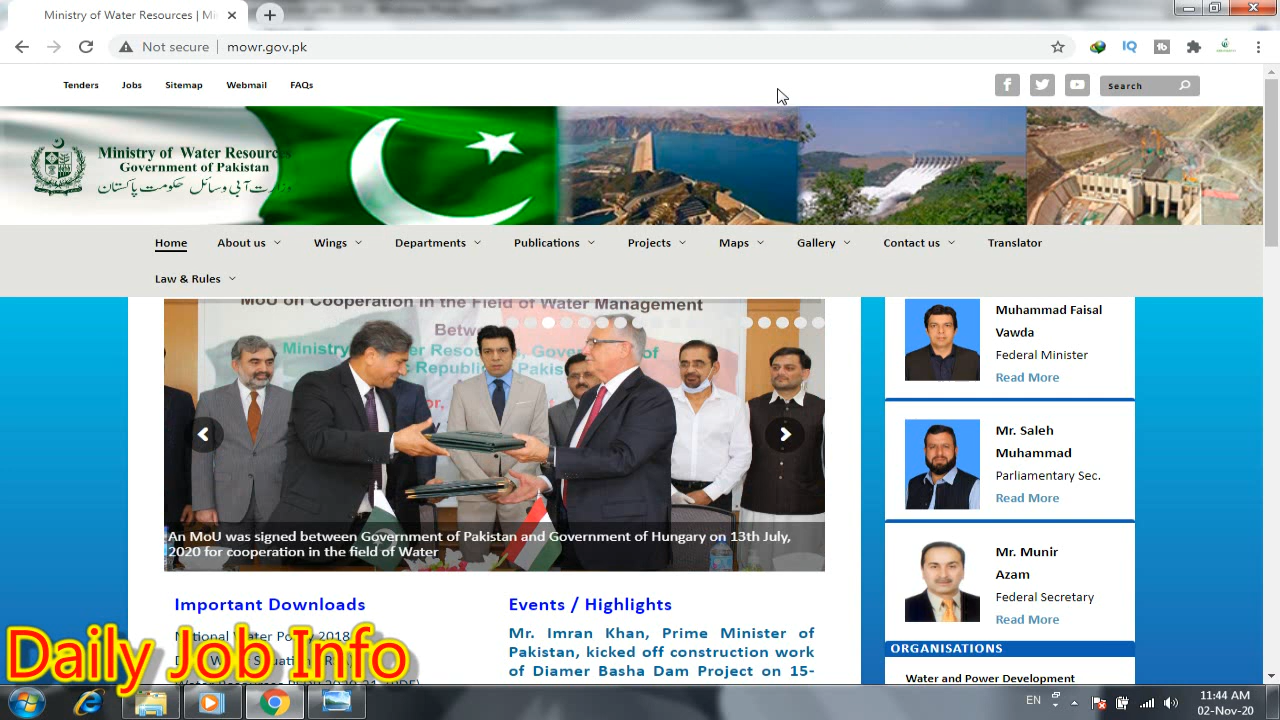 Ministry of Water Resources | Mi
Not secure
mowr.gov.pk
IQ
Tenders
Jobs
Sitemap
Webmail
FAQs
Search
Ministry of Water Resources
Government of Pakistan
وزارت آبی وسائل حکومت پاکستان
Home
About us
Wings
Departments
Publications
Projects
Maps
Gallery
Contact us
Translator
Law & Rules
MoU on Cooperation in the Field of Water Management
An MoU was signed between Government of Pakistan and Government of Hungary on 13th July,
2020 for cooperation in the field of Water
Muhammad Faisal
Vawda
Federal Minister
Read More
Mr. Saleh
Muhammad
Parliamentary Sec.
Read More
Mr. Munir
Azam
Federal Secretary
Read More
ORGANISATIONS
Water and Power Development
Important Downloads
National Water Policy 2018
Events / Highlights
Mr. Imran Khan, Prime Minister of
Pakistan, kicked off construction work
of Diamer Basha Dam Project on 15-
Daily Job Info
EN
11:44 AM
02-Nov-20